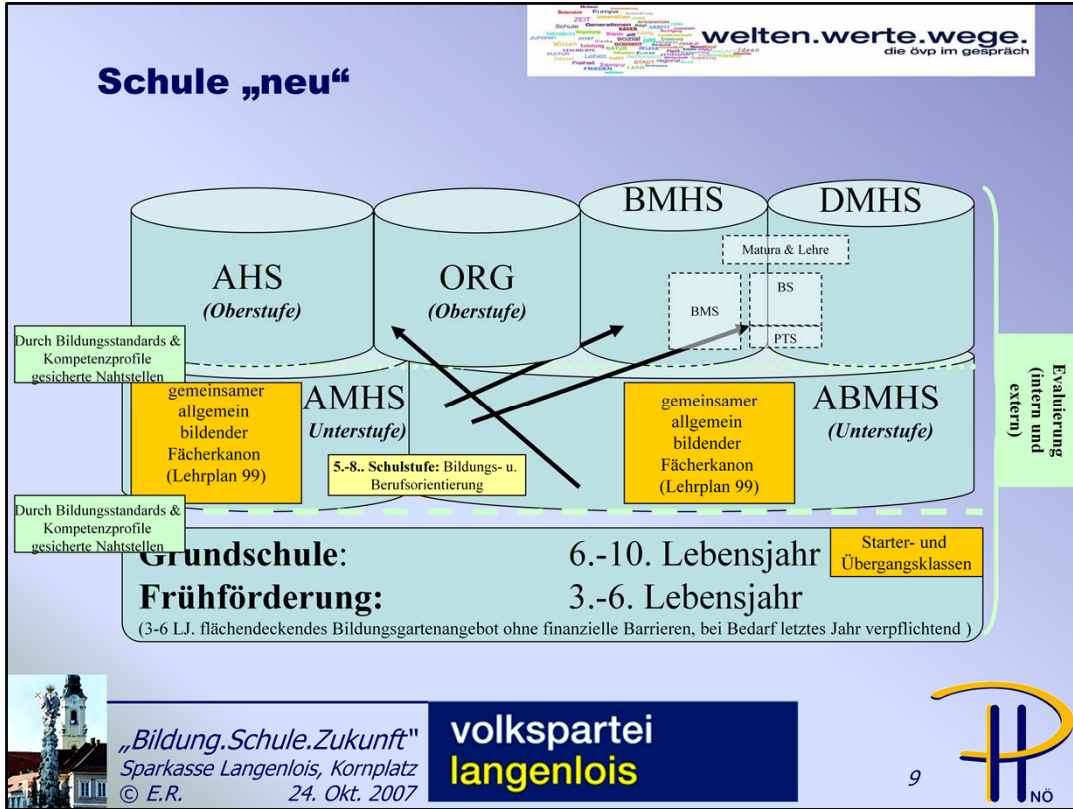 welten.werte.wege.
die övp im gespräch
Schule „neu“
BMHS
DMHS
AHS
(Oberstufe)
ORG
(Oberstufe)
Matura & Lehre
BMS
BS
PTS
Durch Bildungsstandards &
Kompetenzprofile
gesicherte Nahtstellen
gemeinsamer
allgemein
bildender
Fächerkanon
(Lehrplan 99)
AMHS
Unterstufe)
5.-8.. Schulstufe: Bildungs- u.
Berufsorientierung
gemeinsamer
allgemein
bildender
Fächerkanon
(Lehrplan 99)
ABMHS
(Unterstufe)
Evaluierung
(intern und
extern)
Durch Bildungsstandards &
Kompetenzprofile
gesicherte Nahtstellen
Grundschule: 6.-10. Lebensjahr
Starter- und
Übergangsklassen
Frühförderung: 3.-6. Lebensjahr
(3-6 LJ. flächendeckendes Bildungsgartenangebot ohne finanzielle Barrieren, bei Bedarf letztes Jahr verpflichtend )
„Bildung.Schule.Zukunft"
Sparkasse Langenlois, Kornplatz
© E.R. 24. Okt. 2007
volkspartei
langenlois
9
PH
NÖ